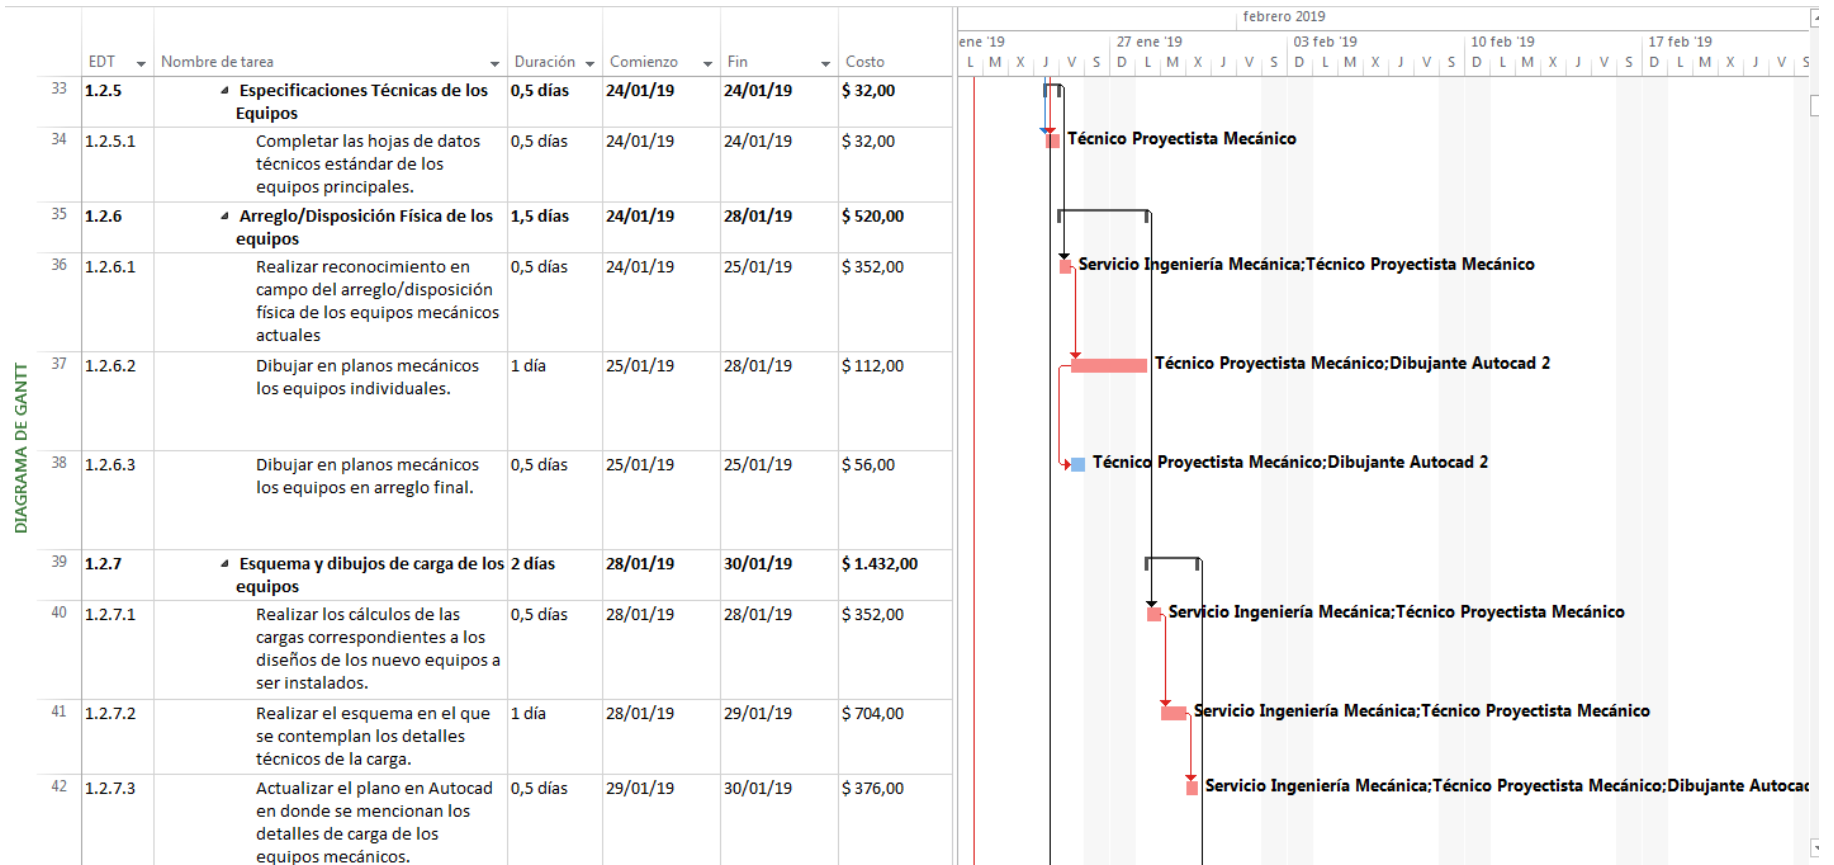 febrero 2019
ene '19 27 ene '19 03 feb '19 10 feb '19 17 feb '19
EDT Nombre de tarea Duración Comienzo Fin Costo
L M X J V S D L M X J V S D L M X J V S D L M X J V S D L M X J V S
33 1.2.5 Especificaciones Técnicas de los 0,5 días 24/01/19 24/01/19 $ 32,00
Equipos
34 1.2.5.1 Completar las hojas de datos 0,5 días 24/01/19 24/01/19 $ 32,00 Técnico Proyectista Mecánico
técnicos estándar de los
equipos principales.
35 1.2.6 Arreglo/Disposición Física de los 1,5 días 24/01/19 28/01/19 $ 520,00
equipos
36 1.2.6.1 Realizar reconocimiento en 0,5 días 24/01/19 25/01/19 $ 352,00 Servicio Ingeniería Mecánica;Técnico Proyectista Mecánico
campo del arreglo/disposición
física de los equipos mecánicos
actuales
37 1.2.6.2 Dibujar en planos mecánicos 1 día 25/01/19 28/01/19 $ 112,00 Técnico Proyectista Mecánico;Dibujante Autocad 2
los equipos individuales.
38 1.2.6.3 Dibujar en planos mecánicos 0,5 días 25/01/19 25/01/19 $ 56,00 Técnico Proyectista Mecánico;Dibujante Autocad 2
los equipos en arreglo final.
39 1.2.7 Esquema y dibujos de carga de los 2 días 28/01/19 30/01/19 $ 1.432,00
equipos
40 1.2.7.1 Realizar los cálculos de las 0,5 días 28/01/19 28/01/19 $ 352,00 Servicio Ingeniería Mecánica;Técnico Proyectista Mecánico
cargas correspondientes a los
diseños de los nuevo equipos a
ser instalados.
41 1.2.7.2 Realizar el esquema en el que 1 día 28/01/19 29/01/19 $ 704,00 Servicio Ingeniería Mecánica;Técnico Proyectista Mecánico
se contemplan los detalles
técnicos de la carga.
42 1.2.7.3 Actualizar el plano en Autocad 0,5 días 29/01/19 30/01/19 $ 376,00 Servicio Ingeniería Mecánica;Técnico Proyectista Mecánico;Dibujante Autocad
en donde se mencionan los
detalles de carga de los
equipos mecánicos.
DIAGRAMA DE GANTT